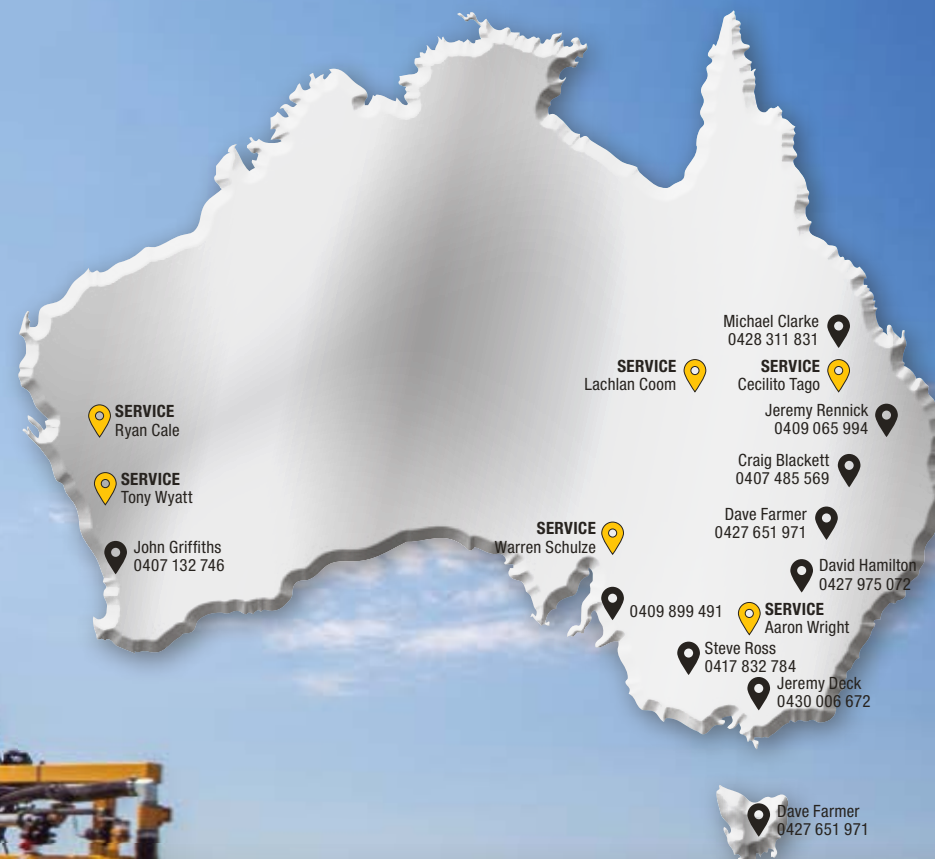 Michael Clarke
0428 311 831
SERVICE
Lachlan Coom
SERVICE
Cecilito Tago
SERVICE
Ryan Cale
Jeremy Rennick
0409 065 994
Craig Blackett
0407 485 569
SERVICE
Tony Wyatt
Dave Farmer
0427 651 971
SERVICE
Warren Schulze
John Griffiths
0407 132 746
David Hamilton
0427 975 072
0409 899 491
SERVICE
Aaron Wright
Steve Ross
0417 832 784
Jeremy Deck
0430 006 672
Dave Farmer
0427 651 971